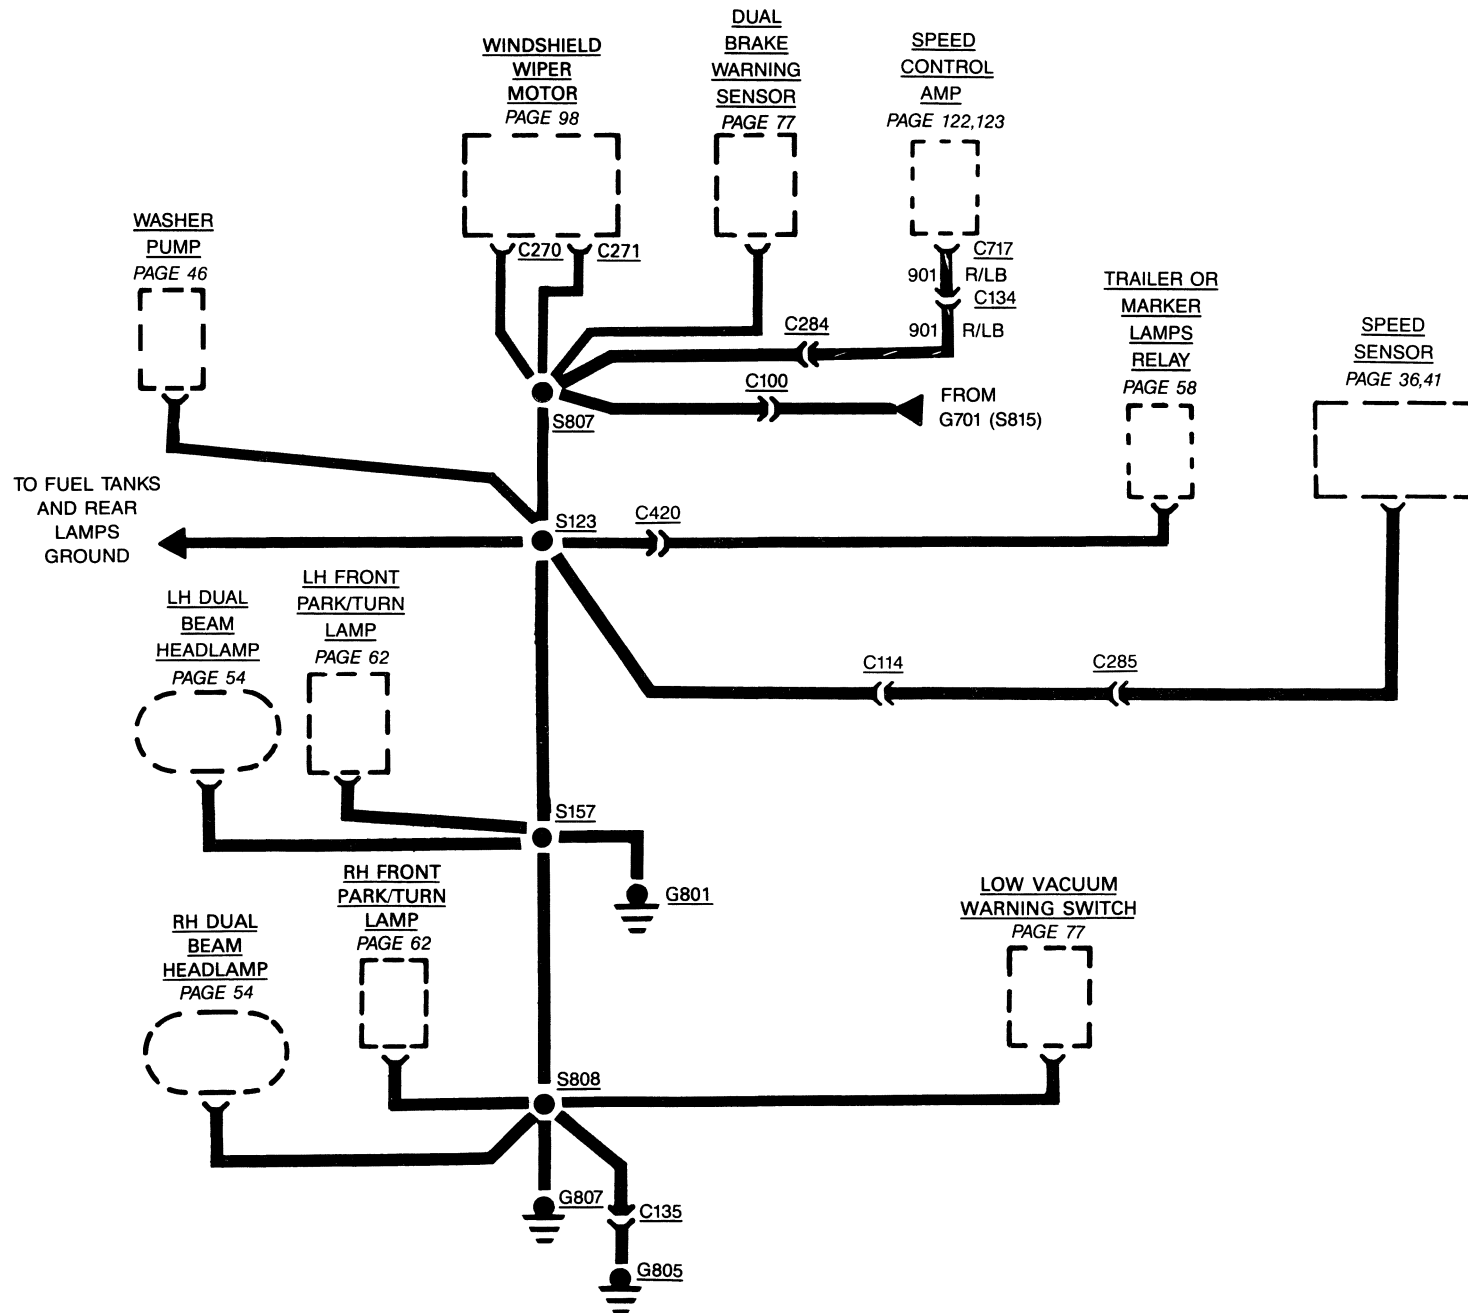 WINDSHIELD
WIPER
MOTOR
PAGE 98
DUAL
BRAKE
WARNING
SENSOR
PAGE 77
SPEED
CONTROL
AMP
PAGE 122,123
WASHER
PUMP
PAGE 46
C270
C271
C717
901 R/LB
C134
901 R/LB
C284
C100
FROM
G701 (S815)
S807
TRAILER OR
MARKER
LAMPS
RELAY
PAGE 58
SPEED
SENSOR
PAGE 36,41
TO FUEL TANKS
AND REAR
LAMPS
GROUND
S123
C420
LH DUAL
BEAM
HEADLAMP
PAGE 54
LH FRONT
PARK/TURN
LAMP
PAGE 62
C114
C285
S157
G801
RH FRONT
PARK/TURN
LAMP
PAGE 62
RH DUAL
BEAM
HEADLAMP
PAGE 54
LOW VACUUM
WARNING SWITCH
PAGE 77
S808
G807
C135
G805